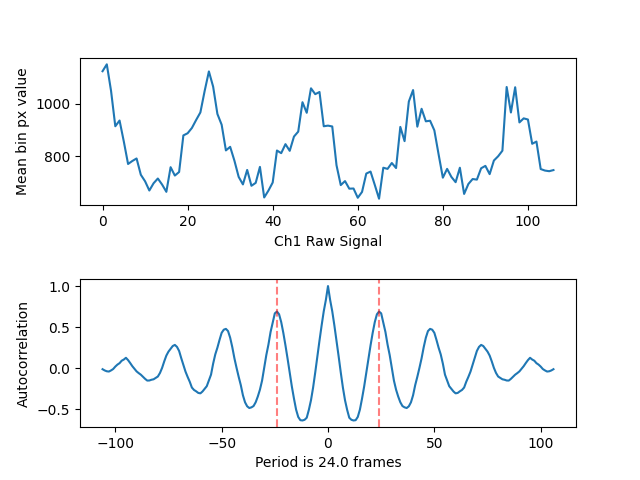 1000
800
Mean bin px value
0 20 40 60 80 100
Ch1 Raw Signal
1.0
0.5
0.0
−0.5
Autocorrelation
−100 −50 0 50 100
Period is 24.0 frames